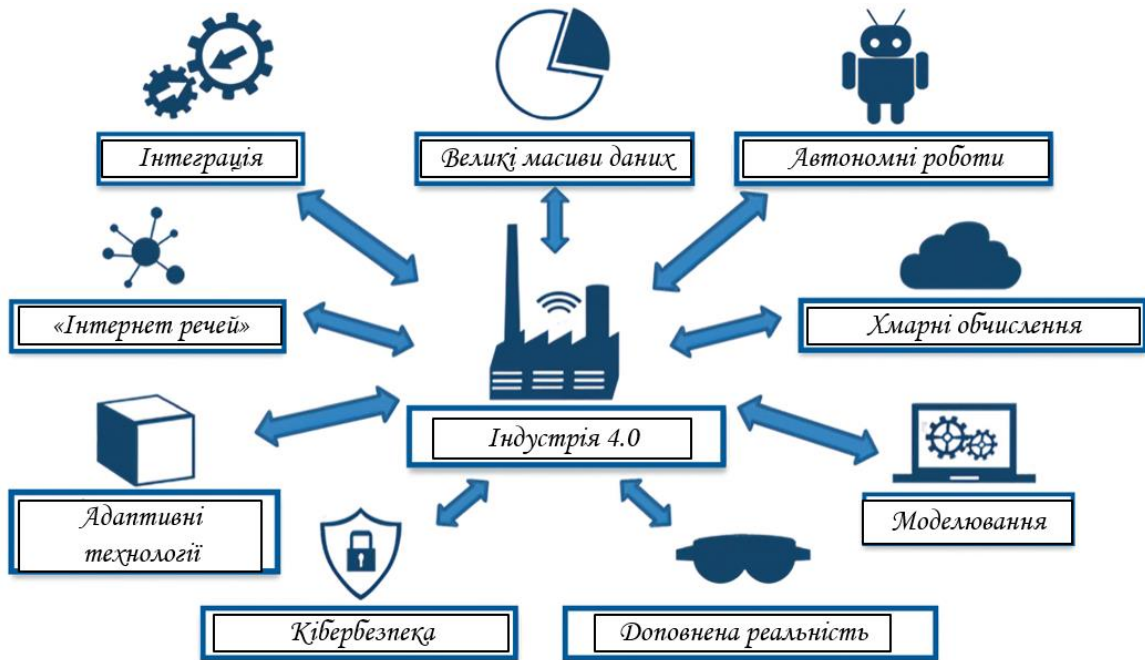 Інтеграція
Великі масиви даних
Автономні роботи
«Інтернет речей»
Хмарні обчислення
Індустрія 4.0
Адаптивні
технології
Моделювання
Кібербезпека
Доповнена реальність